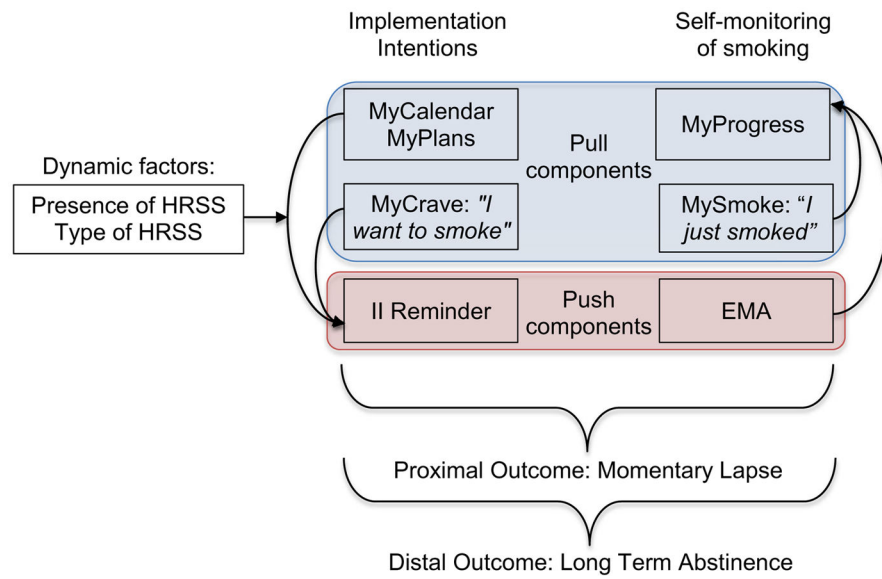 Implementation
Intentions
Self-monitoring
of smoking
MyCalendar
MyPlans
Pull
components
MyProgress
Dynamic factors:
Presence of HRSS
Type of HRSS
MyCrave: "I
want to smoke"
MySmoke: “I
just smoked”
II Reminder
Push
components
EMA
Proximal Outcome: Momentary Lapse
Distal Outcome: Long Term Abstinence